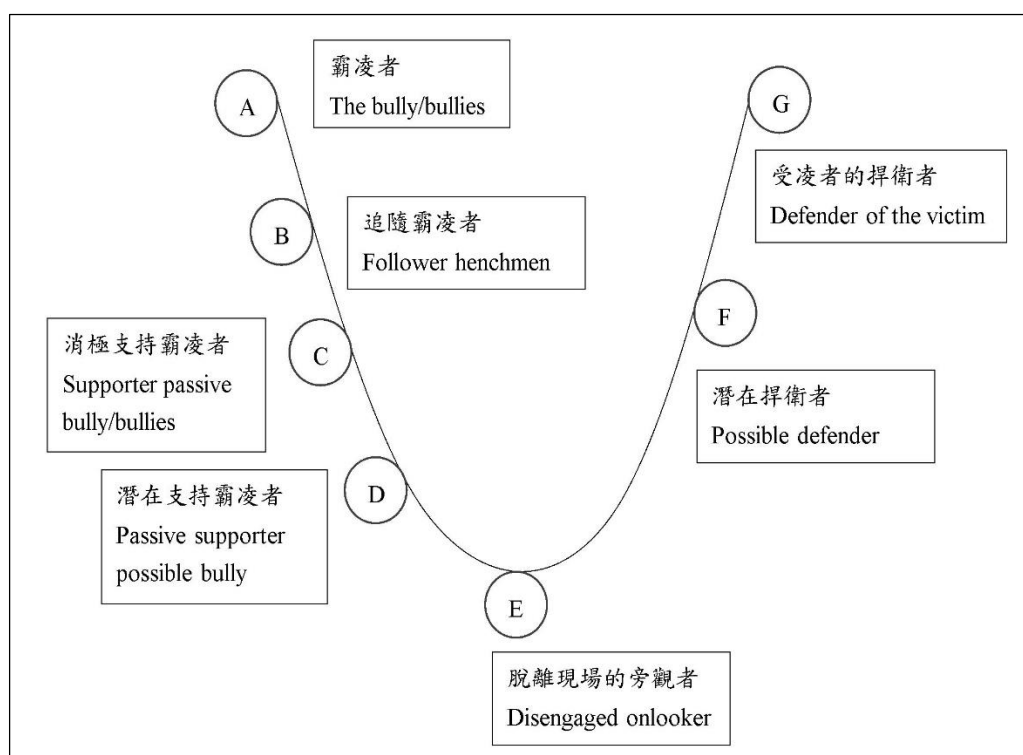 A
霸凌者
The bully/bullies
B
追隨霸凌者
Follower henchmen
C
消極支持霸凌者
Supporter passive
bully/bullies
D
潛在支持霸凌者
Passive supporter
possible bully
E
脫離現場的旁觀者
Disengaged onlooker
F
潛在捍衛者
Possible defender
G
受凌者的捍衛者
Defender of the victim